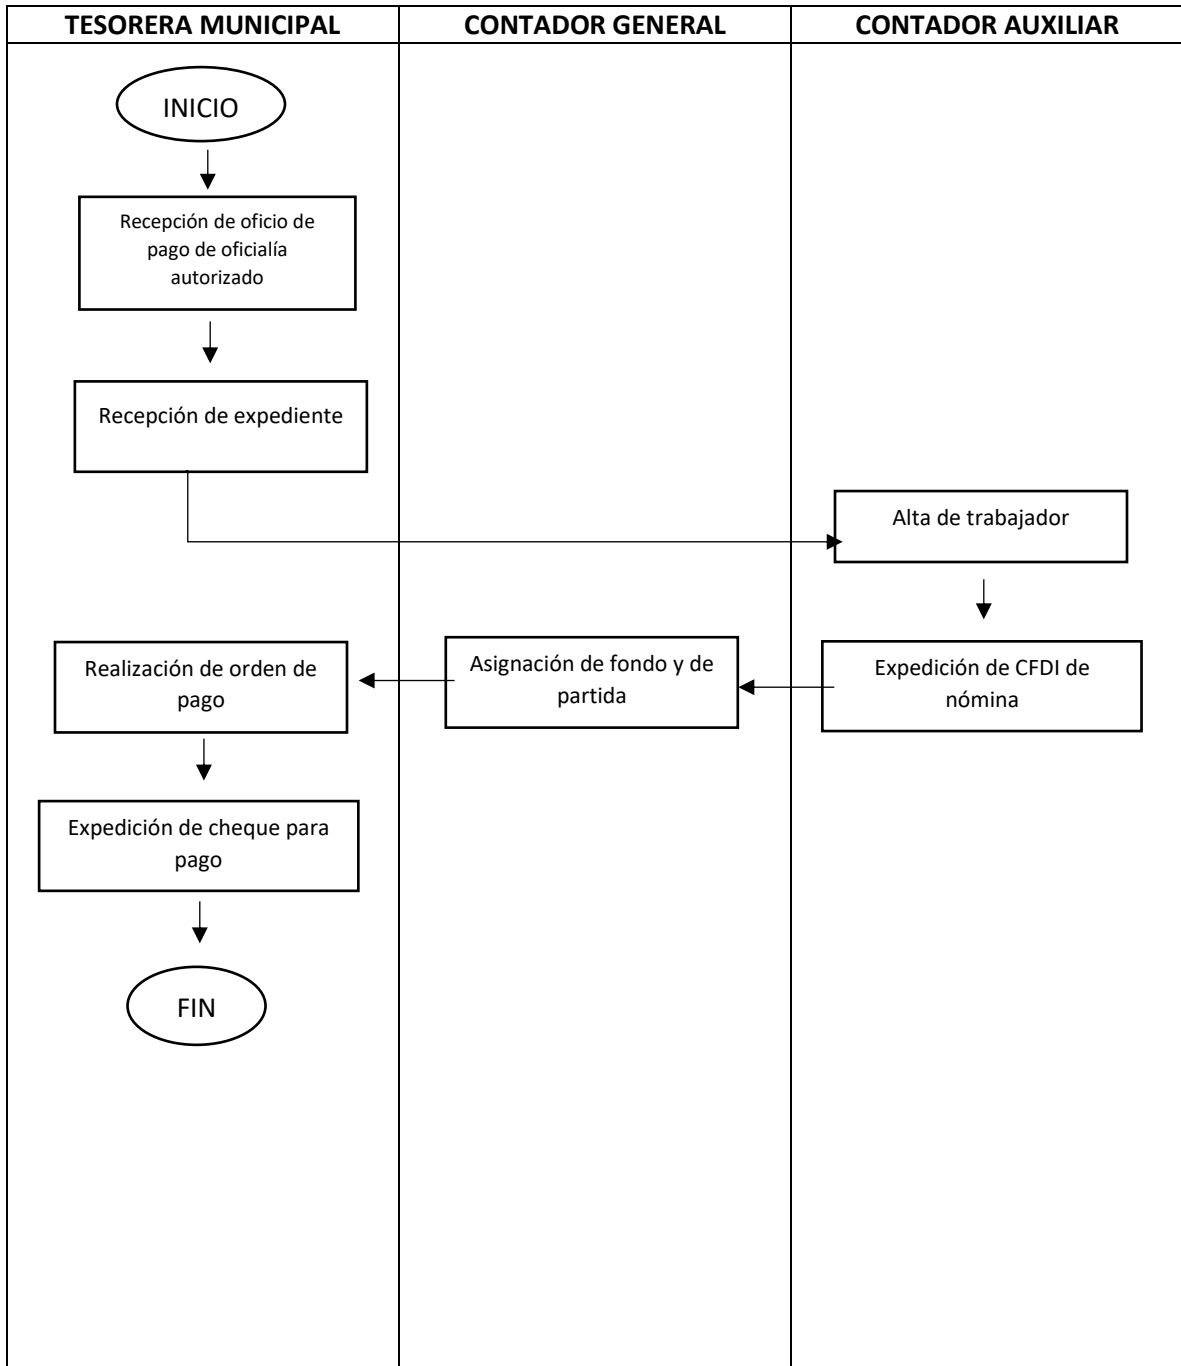 TESORERA MUNICIPAL
CONTADOR GENERAL
CONTADOR AUXILIAR
INICIO
Recepción de oficio de
pago de oficialía
autorizado
Recepción de expediente
Alta de trabajador
Expedición de CFDI de
nómina
Asignación de fondo y de
partida
Realización de orden de
pago
Expedición de cheque para
pago
FIN